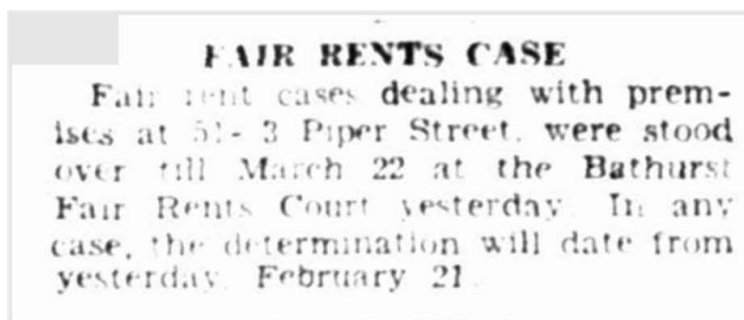 FAIR RENTS CASE
Fair rent cases dealing with prem-
ises at 51- 3 Piper Street, were stood
over till March 22 at the Bathurst
Fair Rents Court yesterday. In any
case, the determination will date from
yesterday, February 21.